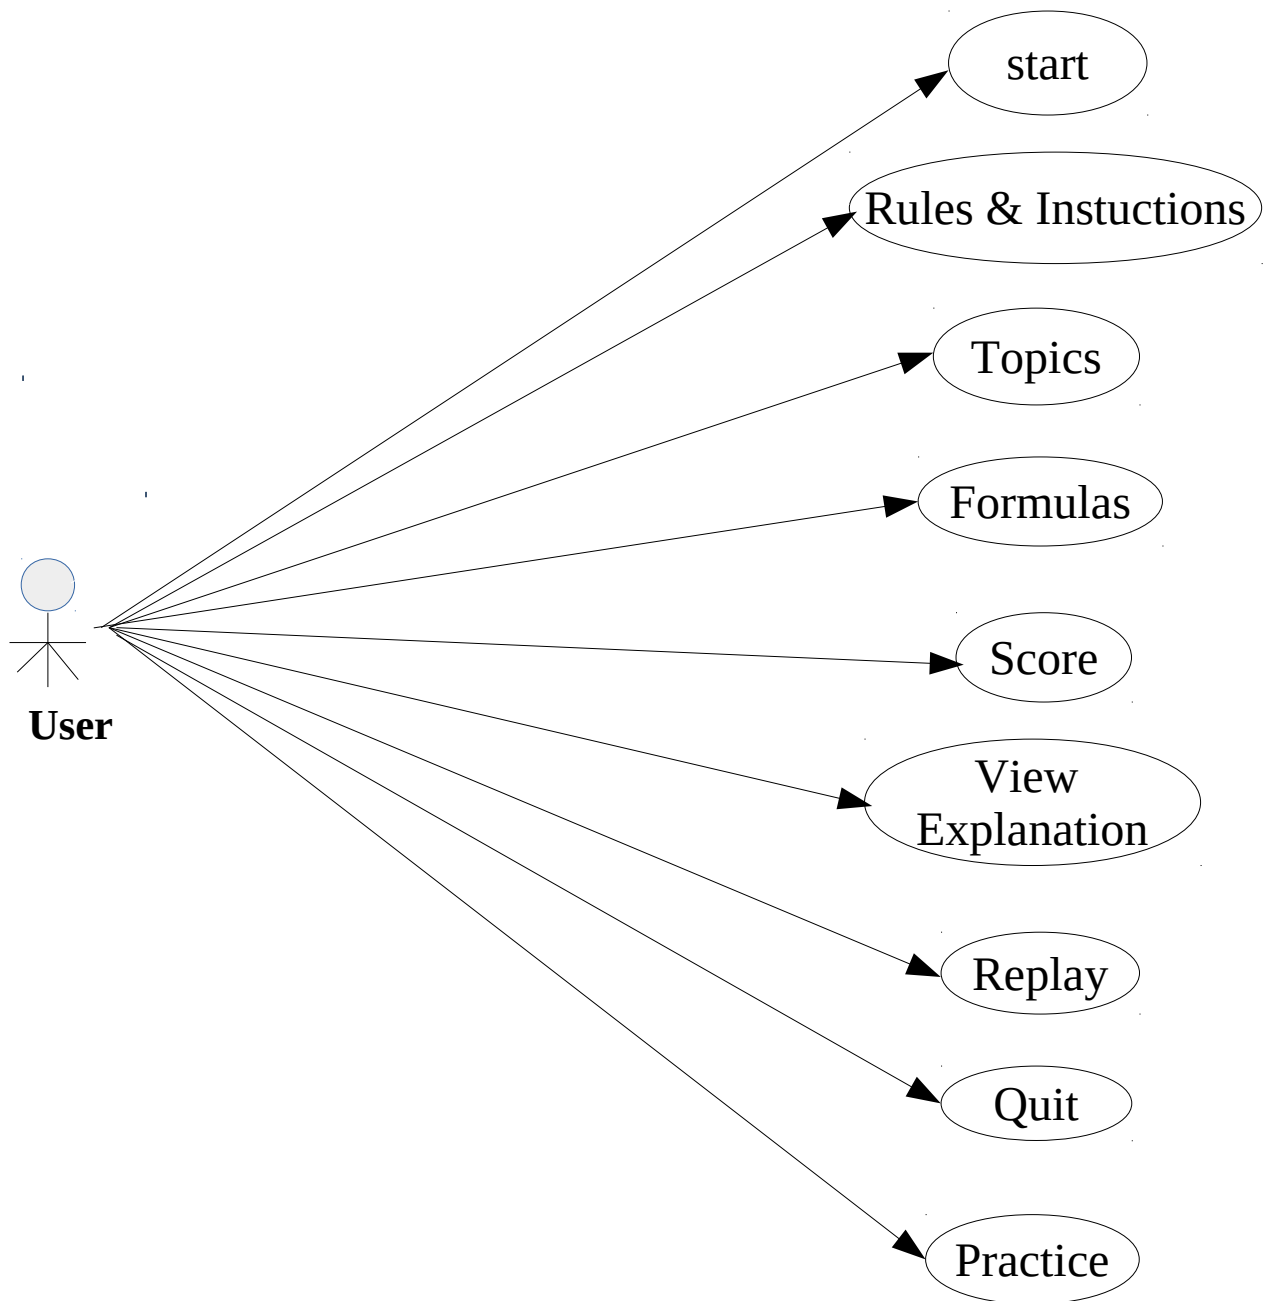 start
Rules & Instuctions
Topics
Formulas
Score
User
View
Explanation
Replay
Quit
Practice